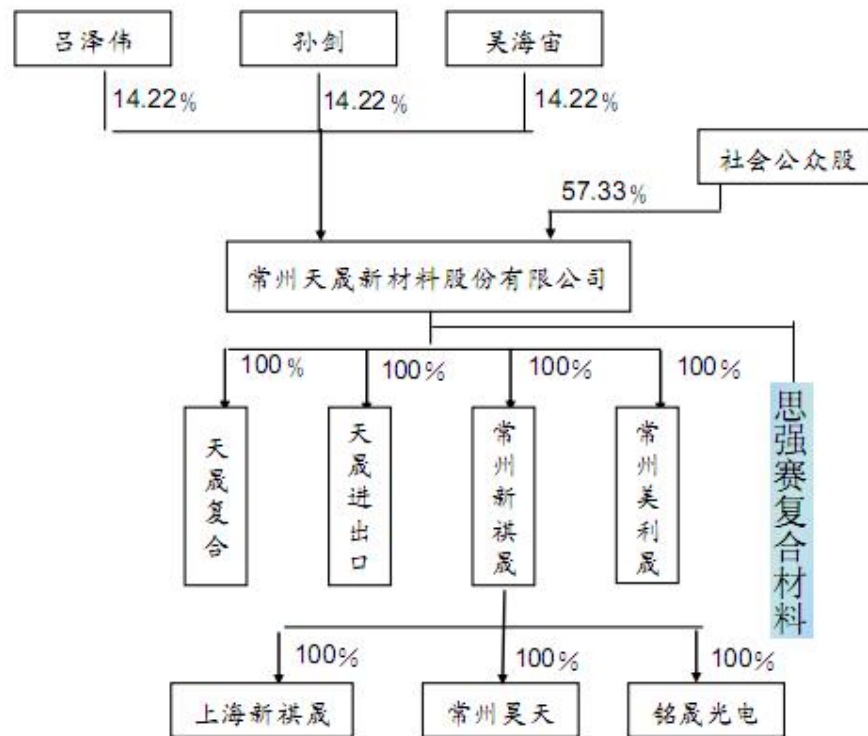 吕泽伟
孙剑
吴海宙
14.22%
14.22%
14.22%
社会公众股
57.33%
常州天晟新材料股份有限公司
100%
100%
100%
100%
天晟复合
天晟进出口
常州新祺晟
常州美利晟
思强赛复合材料
100%
100%
100%
上海新祺晟
常州昊天
铭晟光电